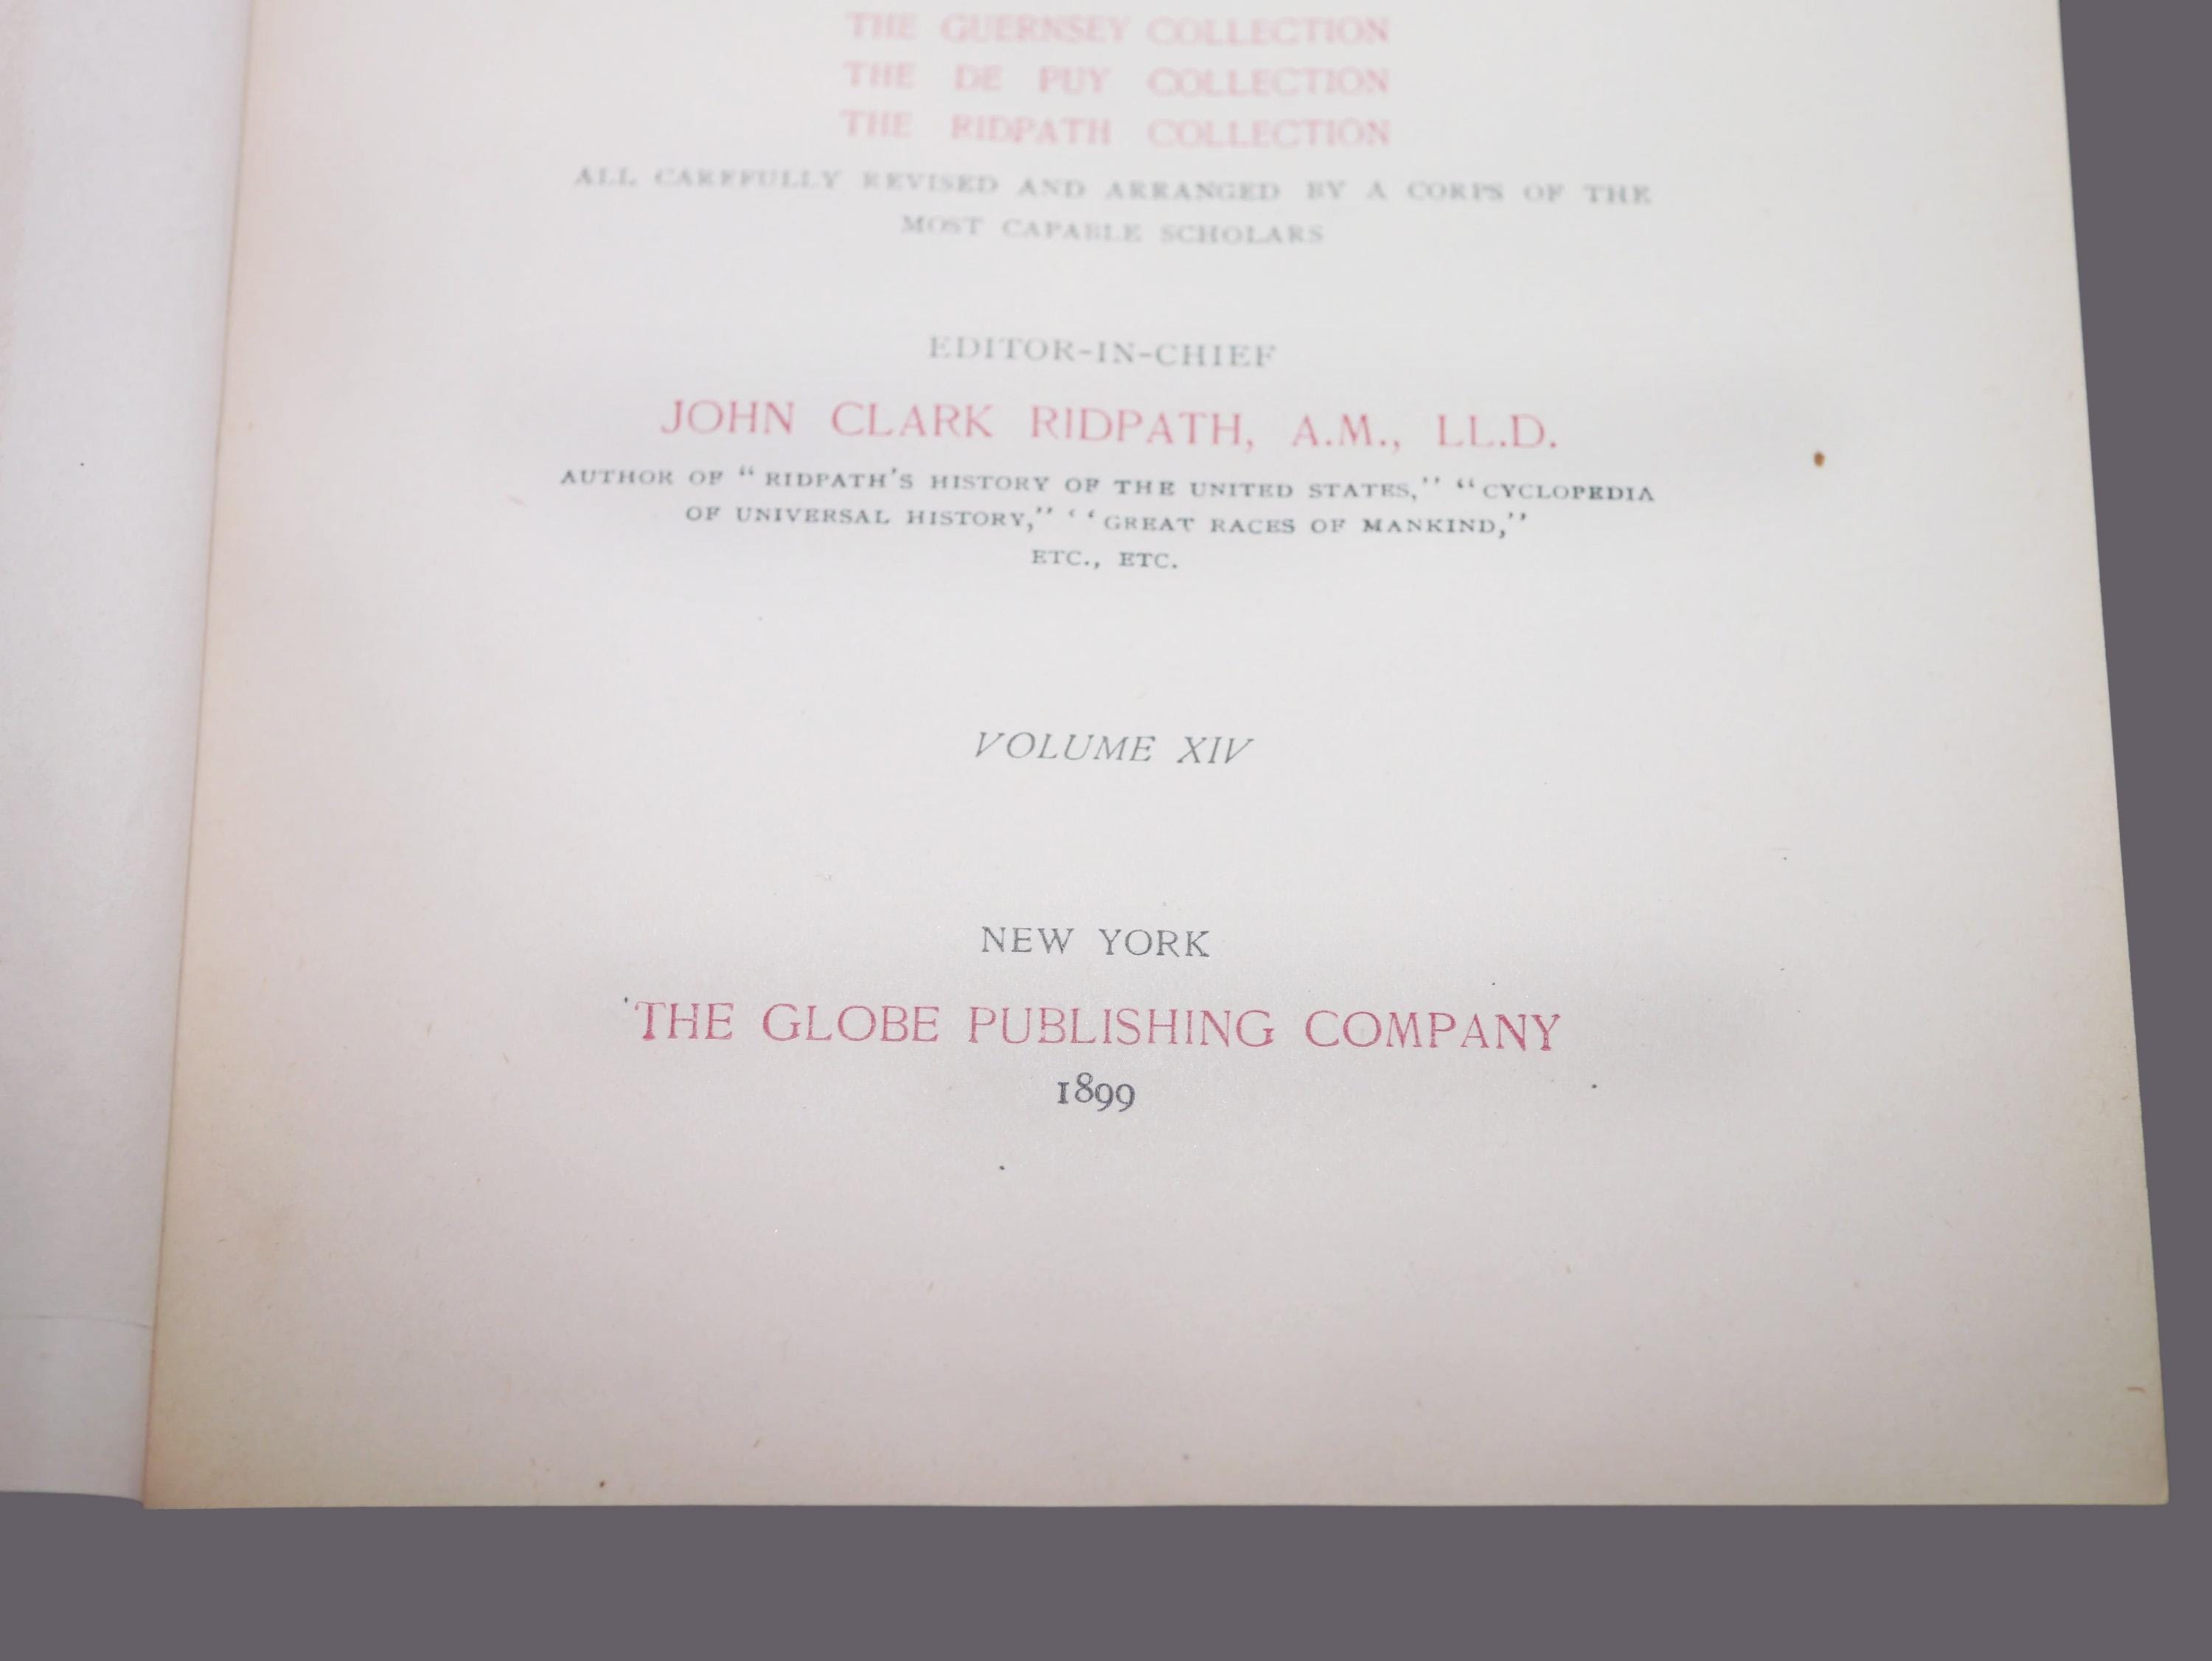 THE GUERNSEY COLLECTION
THE DE PUY COLLECTION
THE RIDPATH COLLECTION
ALL CAREFULLY REVISED AND ARRANGED BY A CORPS OF THE
MOST CAPABLE SCHOLARS
EDITOR-IN-CHIEF
JOHN CLARK RIDPATH, A.M., LL.D.
AUTHOR OF "RIDPATH'S HISTORY OF THE UNITED STATES," "CYCLOPEDIA
OF UNIVERSAL HISTORY," "GREAT RACES OF MANKIND,"
ETC., ETC.
VOLUME XIV
NEW YORK
THE GLOBE PUBLISHING COMPANY
1899